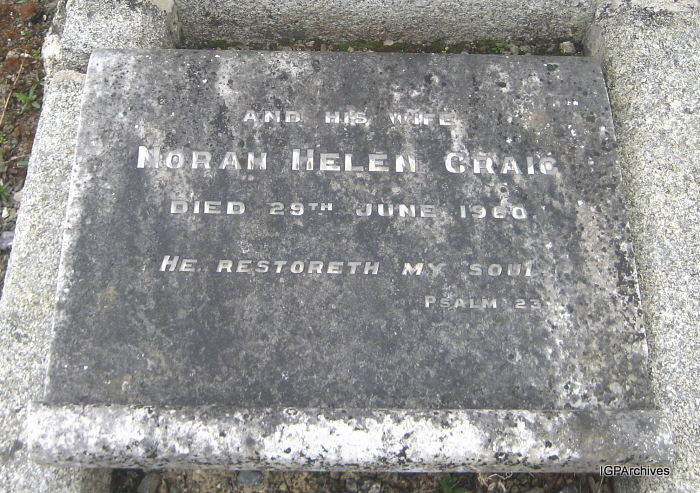 AND HIS WIFE
NORAH HELEN CRAIG
DIED 29TH JUNE 1960
HE RESTORETH MY SOUL
PSALM 23
IGPArchives